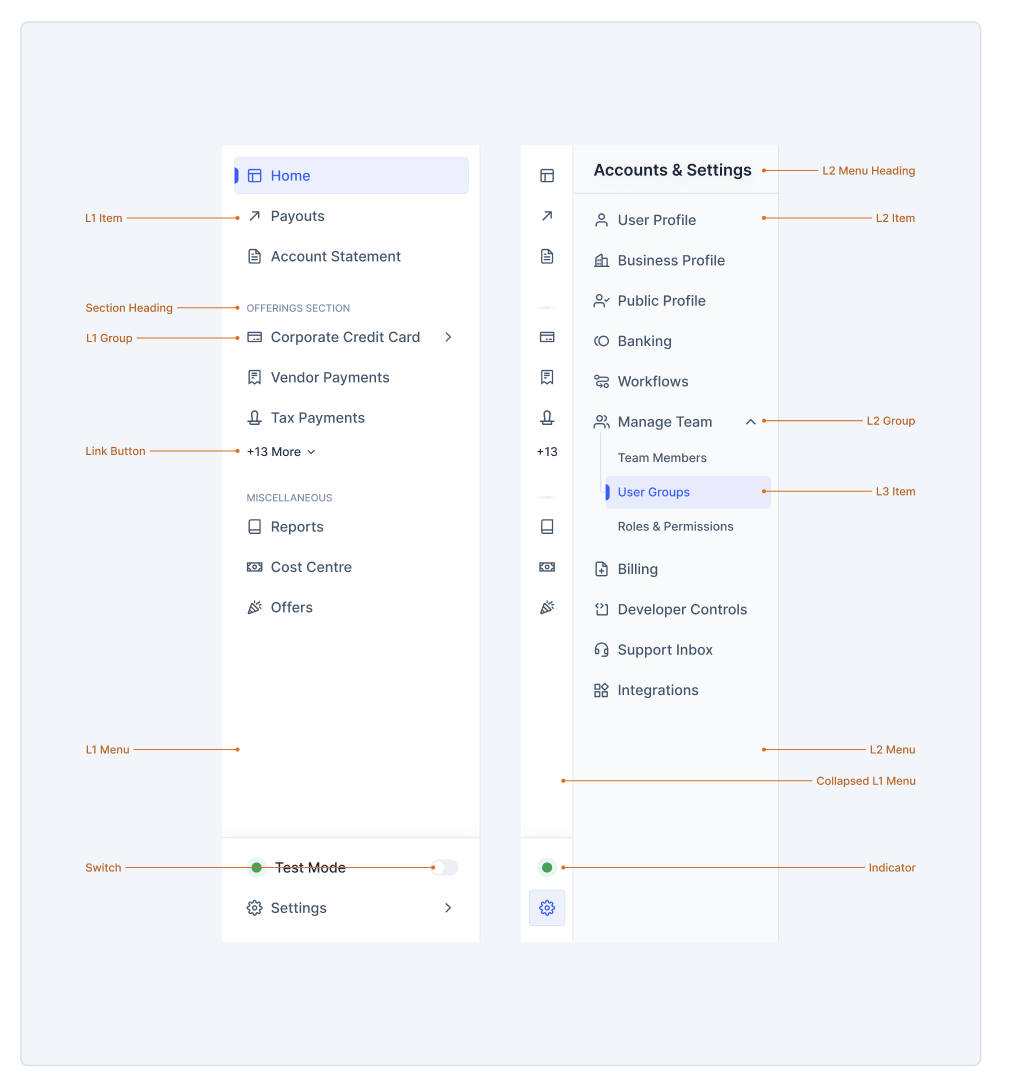 Home
L1 Item
Payouts
Account Statement
Section Heading
OFFERINGS SECTION
L1 Group
Corporate Credit Card
Vendor Payments
Tax Payments
Link Button
+13 More
MISCELLANEOUS
Reports
Cost Centre
Offers
L1 Menu
Switch
Test Mode
Settings
+13
Accounts & Settings
L2 Menu Heading
User Profile
L2 Item
Business Profile
Public Profile
Banking
Workflows
Manage Team
L2 Group
Team Members
User Groups
L3 Item
Roles & Permissions
Billing
Developer Controls
Support Inbox
Integrations
L2 Menu
Collapsed L1 Menu
Indicator